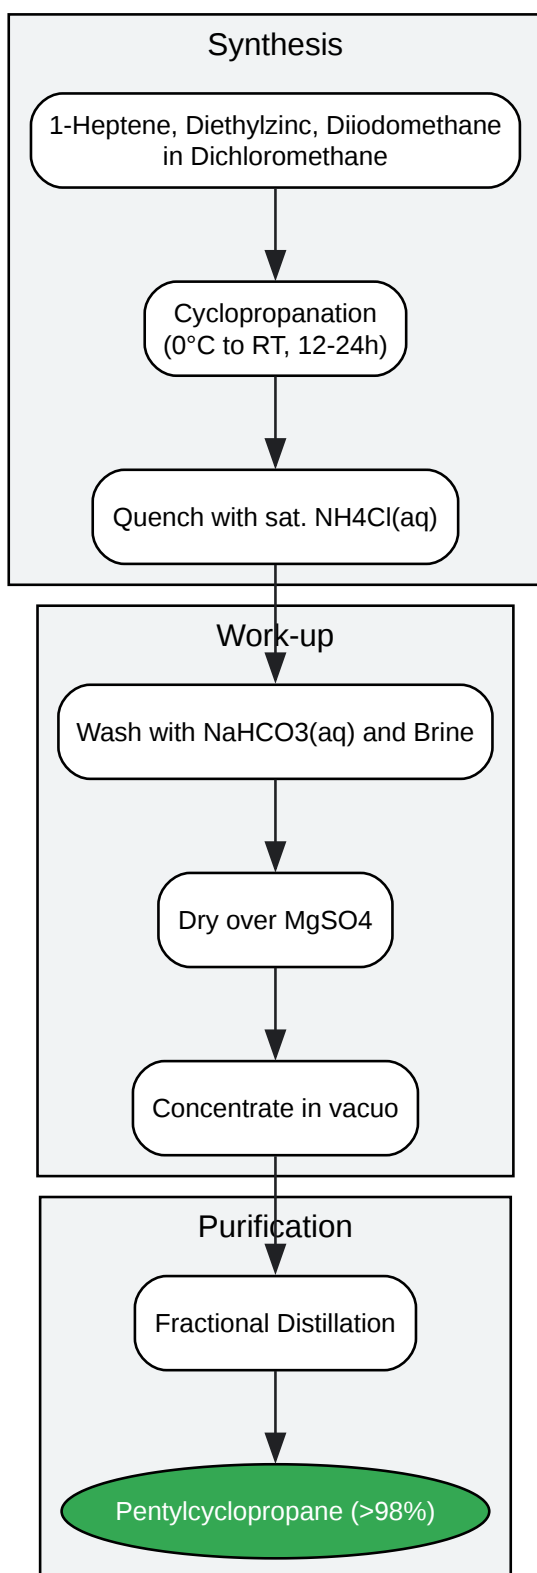 Synthesis
1-Heptene, Diethylzinc, Diiodomethane
in Dichloromethane
Cyclopropanation
(0°C to RT, 12-24h)
Quench with sat. NH4Cl(aq)
Work-up
Wash with NaHCO3(aq) and Brine
Dry over MgSO4
Concentrate in vacuo
Purification
Fractional Distillation
Pentylcyclopropane (>98%)